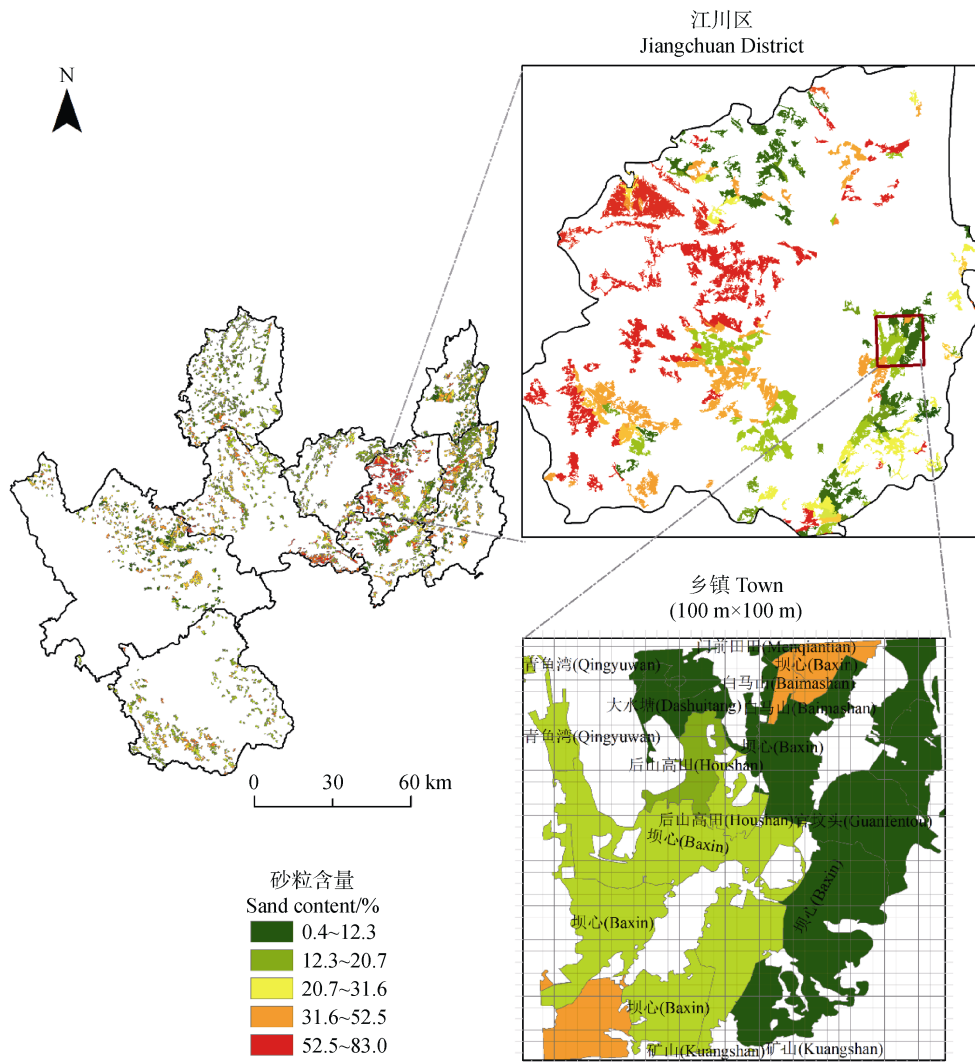 江川区
Jiangchuan District
N
乡镇 Town
(100 m×100 m)
门前田山(Menqiantian)
青鱼湾(Qingyuwan)
坝心(Baxin)
白马山(Baimashan)
大水塘(Dashuitang)
白马山(Baimashan)
青鱼湾(Qingyuwan)
坝心(Baxin)
后山高田(Houshan)
后山高田(Houshan)
(Guanfentou)
坝心(Baxin)
坝心(Baxin)
坝心(Baxin)
坝心(Baxin)
矿山(Kuangshan)
矿山(Kuangshan)
0 30 60 km
砂粒含量
Sand content/%
0.4~12.3
12.3~20.7
20.7~31.6
31.6~52.5
52.5~83.0